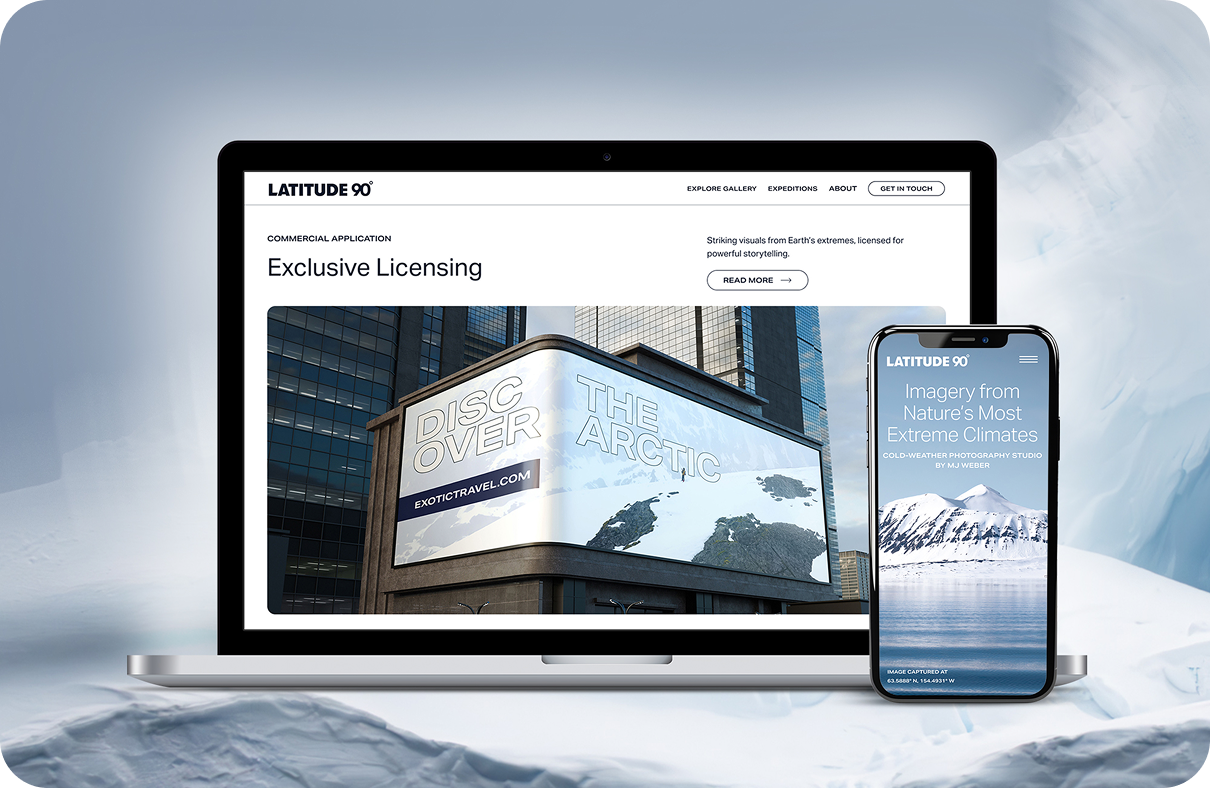 LATITUDE 90°
EXPLORE GALLERY
EXPEDITIONS
ABOUT
GET IN TOUCH
COMMERCIAL APPLICATION
Exclusive Licensing
Striking visuals from Earth's extremes, licensed for
powerful storytelling.
READ MORE →
DISC
OVER
EXOTICTRAVEL.COM
THE
ARCTIC
LATITUDE 90°
Imagery from
Nature's Most
Extreme Climates
COLD-WEATHER PHOTOGRAPHY STUDIO
BY MJ WEBER
IMAGE CAPTURED AT
63.5888° N, 154.4931° W